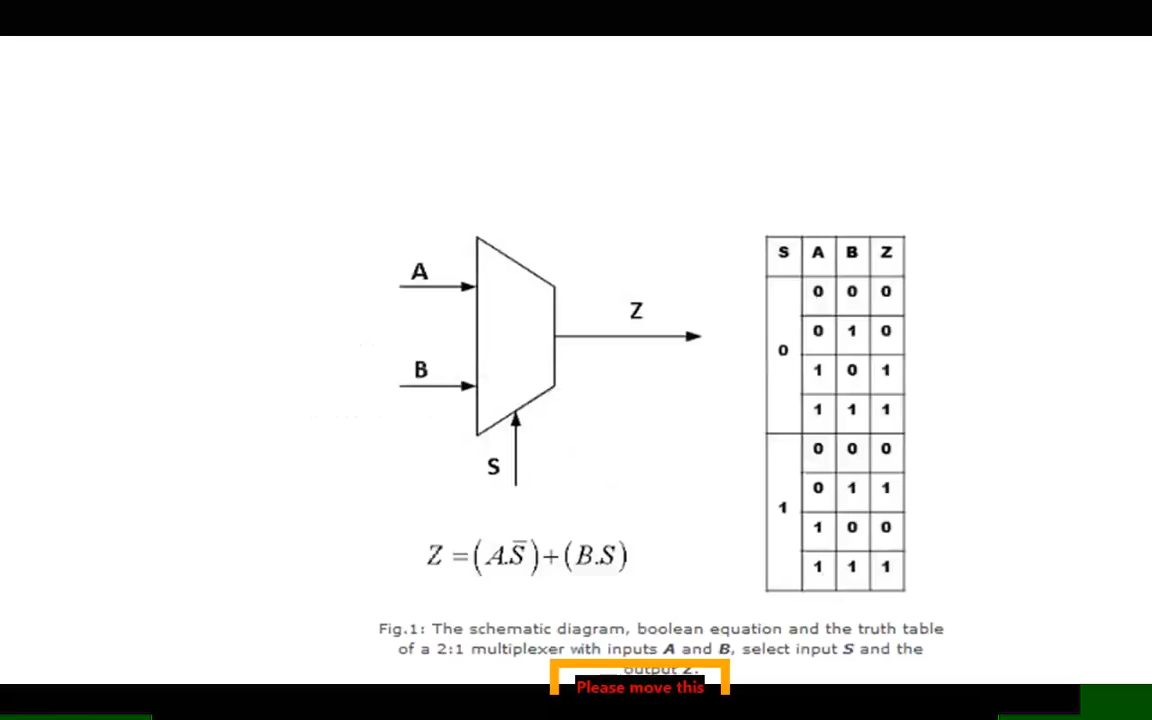 A
B
S
Z
Z = (A.S̅) + (B.S)
S A B Z
0
0 0 0
0 1 0
1 0 1
1 1 1
1
0 0 0
0 1 1
1 0 0
1 1 1
Fig.1: The schematic diagram, boolean equation and the truth table
of a 2:1 multiplexer with inputs A and B, select input S and the
output Z.
Please move this